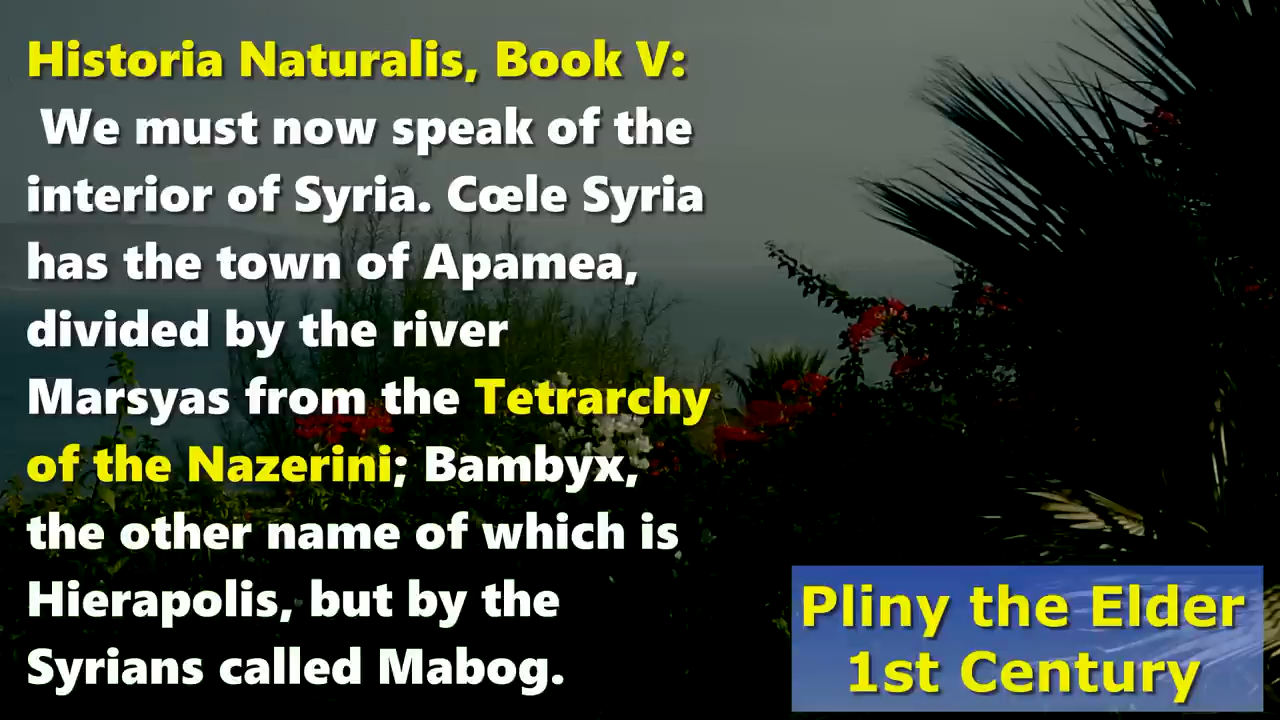 Historia Naturalis, Book V:
We must now speak of the
interior of Syria. Cœle Syria
has the town of Apamea,
divided by the river
Marsyas from the Tetrarchy
of the Nazerini; Bambyx,
the other name of which is
Hierapolis, but by the
Syrians called Mabog.
Pliny the Elder
1st Century